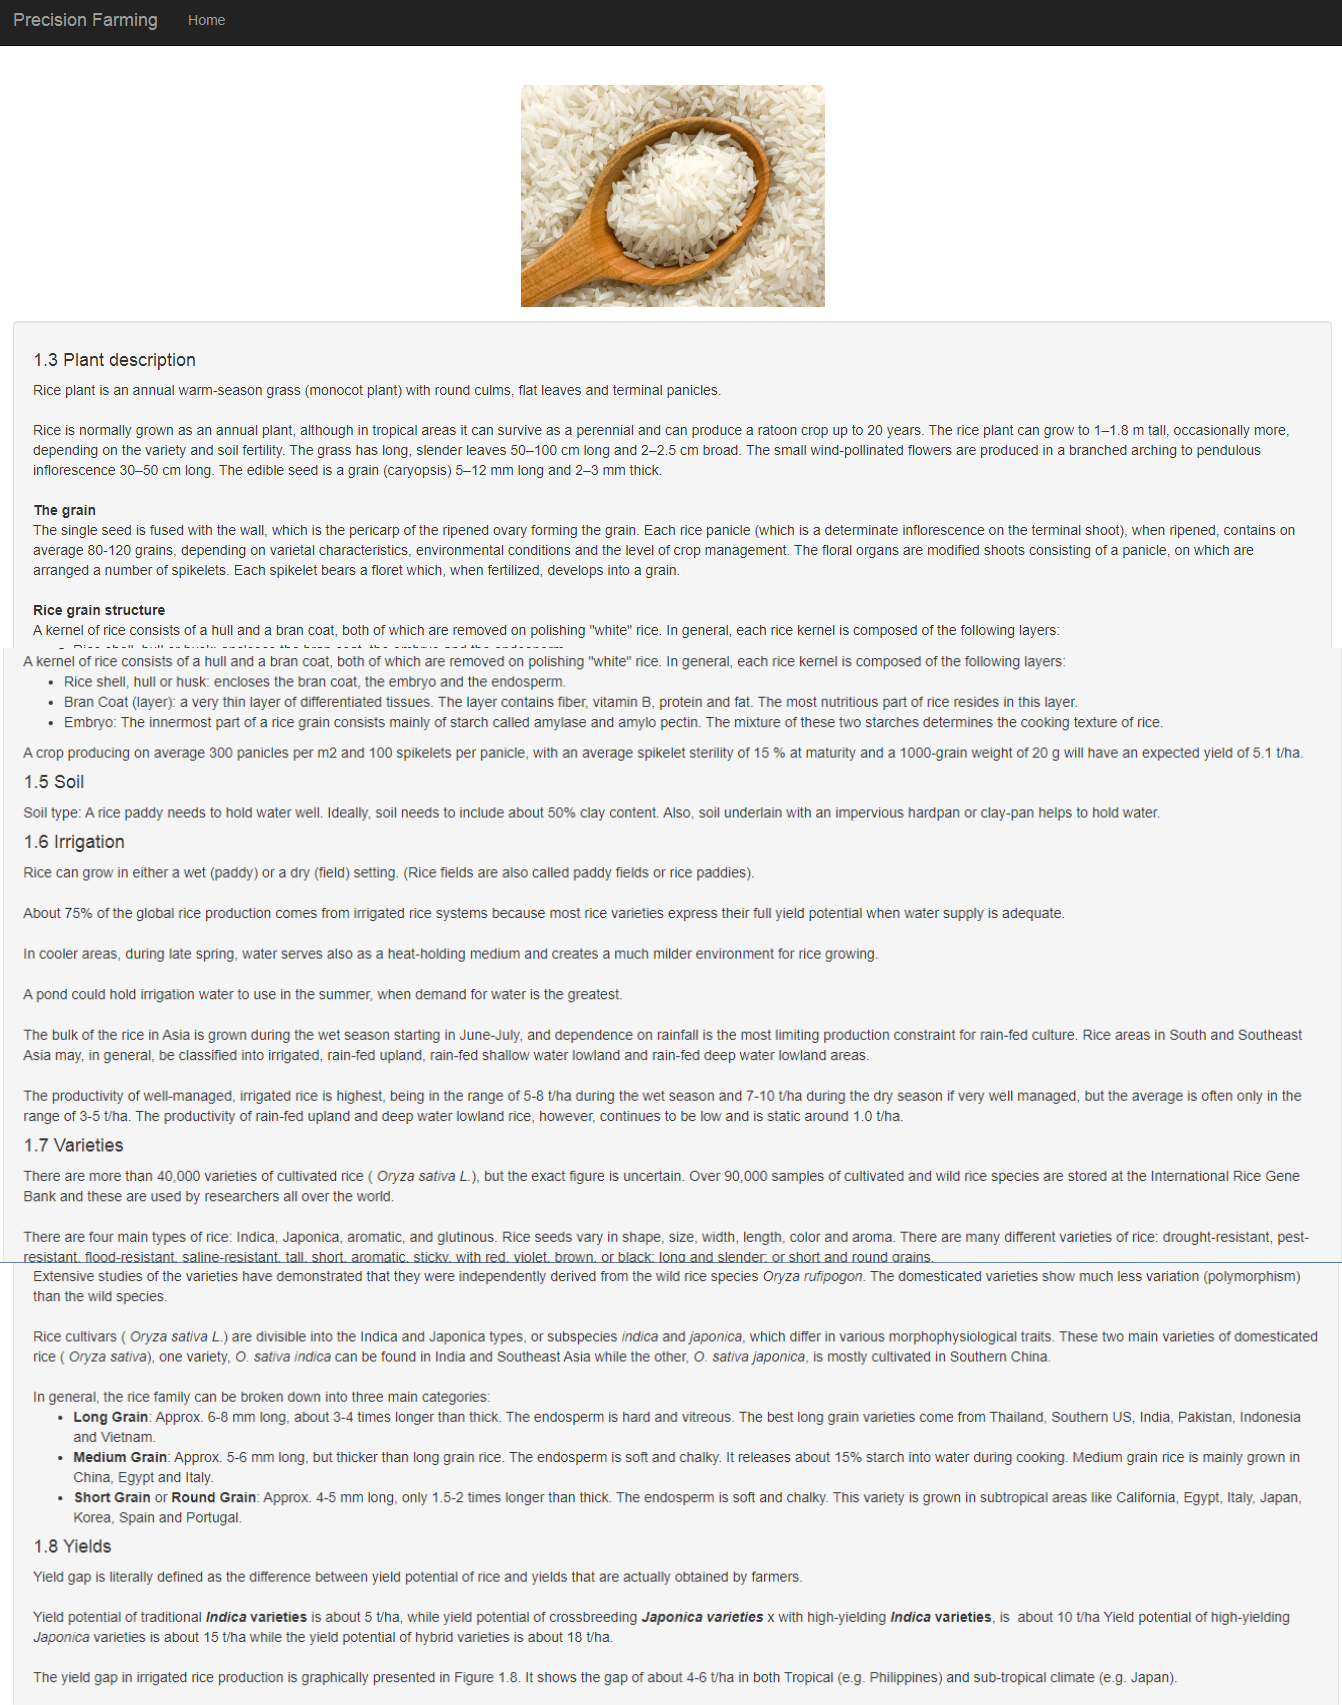 Precision Farming Home
1.3 Plant description
Rice plant is an annual warm-season grass (monocot plant) with round culms, flat leaves and terminal panicles.
Rice is normally grown as an annual plant, although in tropical areas it can survive as a perennial and can produce a ratoon crop up to 20 years. The rice plant can grow to 1–1.8 m tall, occasionally more,
depending on the variety and soil fertility. The grass has long, slender leaves 50–100 cm long and 2–2.5 cm broad. The small wind-pollinated flowers are produced in a branched arching to pendulous
inflorescence 30–50 cm long. The edible seed is a grain (caryopsis) 5–12 mm long and 2–3 mm thick.
The grain
The single seed is fused with the wall, which is the pericarp of the ripened ovary forming the grain. Each rice panicle (which is a determinate inflorescence on the terminal shoot), when ripened, contains on
average 80-120 grains, depending on varietal characteristics, environmental conditions and the level of crop management. The floral organs are modified shoots consisting of a panicle, on which are
arranged a number of spikelets. Each spikelet bears a floret which, when fertilized, develops into a grain.
Rice grain structure
A kernel of rice consists of a hull and a bran coat, both of which are removed on polishing "white" rice. In general, each rice kernel is composed of the following layers:
• Rice shell, hull or husk: encloses the bran coat, the embryo and the endosperm.
A kernel of rice consists of a hull and a bran coat, both of which are removed on polishing "white" rice. In general, each rice kernel is composed of the following layers:
• Rice shell, hull or husk: encloses the bran coat, the embryo and the endosperm.
• Bran Coat (layer): a very thin layer of differentiated tissues. The layer contains fiber, vitamin B, protein and fat. The most nutritious part of rice resides in this layer.
• Embryo: The innermost part of a rice grain consists mainly of starch called amylase and amylo pectin. The mixture of these two starches determines the cooking texture of rice.
A crop producing on average 300 panicles per m2 and 100 spikelets per panicle, with an average spikelet sterility of 15 % at maturity and a 1000-grain weight of 20 g will have an expected yield of 5.1 t/ha.
1.5 Soil
Soil type: A rice paddy needs to hold water well. Ideally, soil needs to include about 50% clay content. Also, soil underlain with an impervious hardpan or clay-pan helps to hold water.
1.6 Irrigation
Rice can grow in either a wet (paddy) or a dry (field) setting. (Rice fields are also called paddy fields or rice paddies).
About 75% of the global rice production comes from irrigated rice systems because most rice varieties express their full yield potential when water supply is adequate.
In cooler areas, during late spring, water serves also as a heat-holding medium and creates a much milder environment for rice growing.
A pond could hold irrigation water to use in the summer, when demand for water is the greatest.
The bulk of the rice in Asia is grown during the wet season starting in June-July, and dependence on rainfall is the most limiting production constraint for rain-fed culture. Rice areas in South and Southeast
Asia may, in general, be classified into irrigated, rain-fed upland, rain-fed shallow water lowland and rain-fed deep water lowland areas.
The productivity of well-managed, irrigated rice is highest, being in the range of 5-8 t/ha during the wet season and 7-10 t/ha during the dry season if very well managed, but the average is often only in the
range of 3-5 t/ha. The productivity of rain-fed upland and deep water lowland rice, however, continues to be low and is static around 1.0 t/ha.
1.7 Varieties
There are more than 40,000 varieties of cultivated rice ( Oryza sativa L.), but the exact figure is uncertain. Over 90,000 samples of cultivated and wild rice species are stored at the International Rice Gene
Bank and these are used by researchers all over the world.
There are four main types of rice: Indica, Japonica, aromatic, and glutinous. Rice seeds vary in shape, size, width, length, color and aroma. There are many different varieties of rice: drought-resistant, pest-
resistant, flood-resistant, saline-resistant, tall, short, aromatic, sticky, with red, violet, brown, or black; long and slender; or short and round grains.
Extensive studies of the varieties have demonstrated that they were independently derived from the wild rice species Oryza rufipogon. The domesticated varieties show much less variation (polymorphism)
than the wild species.
Rice cultivars ( Oryza sativa L.) are divisible into the Indica and Japonica types, or subspecies indica and japonica, which differ in various morphophysiological traits. These two main varieties of domesticated
rice ( Oryza sativa), one variety, O. sativa indica can be found in India and Southeast Asia while the other, O. sativa japonica, is mostly cultivated in Southern China.
In general, the rice family can be broken down into three main categories:
• Long Grain: Approx. 6-8 mm long, about 3-4 times longer than thick. The endosperm is hard and vitreous. The best long grain varieties come from Thailand, Southern US, India, Pakistan, Indonesia
and Vietnam.
• Medium Grain: Approx. 5-6 mm long, but thicker than long grain rice. The endosperm is soft and chalky. It releases about 15% starch into water during cooking. Medium grain rice is mainly grown in
China, Egypt and Italy.
• Short Grain or Round Grain: Approx. 4-5 mm long, only 1.5-2 times longer than thick. The endosperm is soft and chalky. This variety is grown in subtropical areas like California, Egypt, Italy, Japan,
Korea, Spain and Portugal.
1.8 Yields
Yield gap is literally defined as the difference between yield potential of rice and yields that are actually obtained by farmers.
Yield potential of traditional Indica varieties is about 5 t/ha, while yield potential of crossbreeding Japonica varieties x with high-yielding Indica varieties, is about 10 t/ha Yield potential of high-yielding
Japonica varieties is about 15 t/ha while the yield potential of hybrid varieties is about 18 t/ha.
The yield gap in irrigated rice production is graphically presented in Figure 1.8. It shows the gap of about 4-6 t/ha in both Tropical (e.g. Philippines) and sub-tropical climate (e.g. Japan).